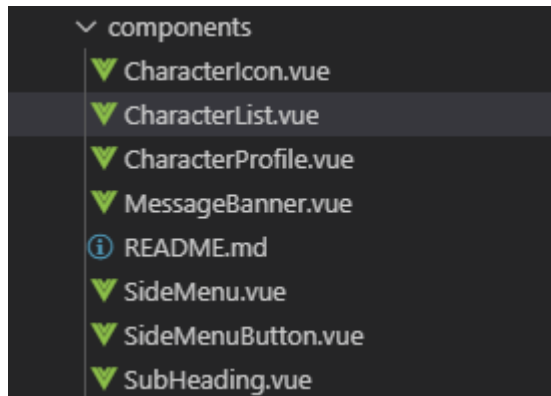 components
CharacterIcon.vue
CharacterList.vue
CharacterProfile.vue
MessageBanner.vue
README.md
SideMenu.vue
SideMenuButton.vue
SubHeading.vue